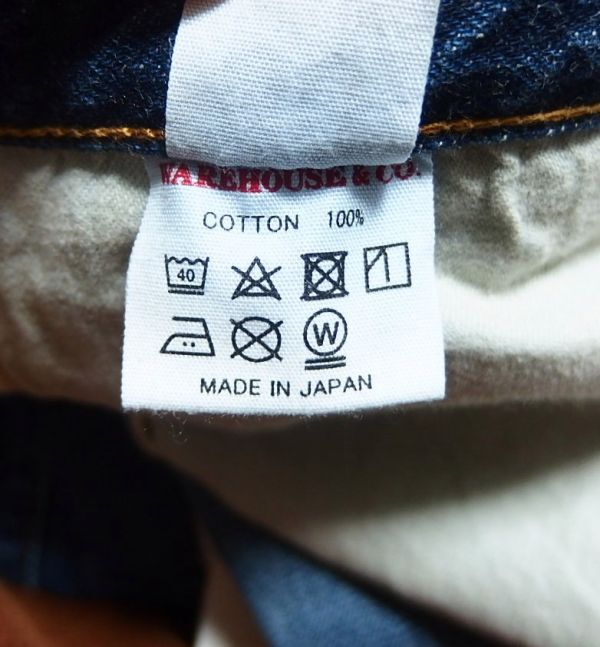 WAREHOUSE & CO.
COTTON 100%
40
W
MADE IN JAPAN